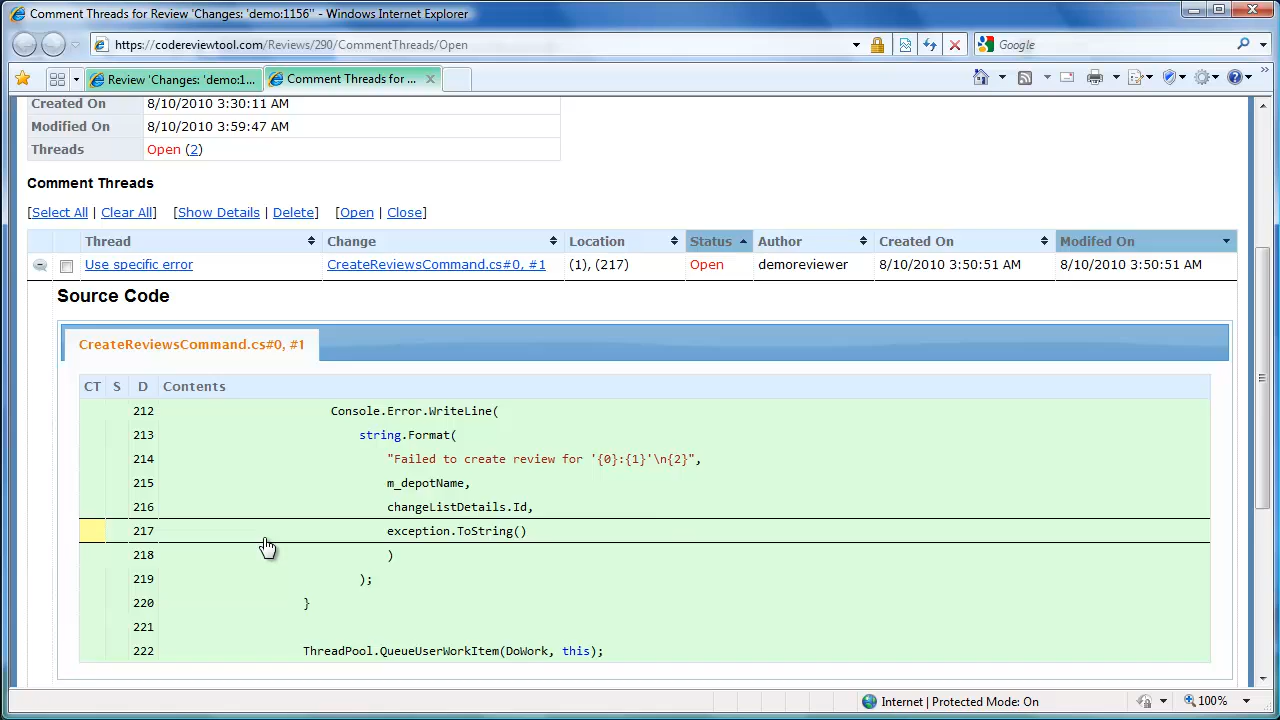 Comment Threads for Review 'Changes: 'demo:1156'' - Windows Internet Explorer
https://codereviewtool.com/Reviews/290/CommentThreads/Open
Google
Review 'Changes: 'demo:1...
Comment Threads for ...
Created On 8/10/2010 3:30:11 AM
Modified On 8/10/2010 3:59:47 AM
Threads Open (2)
Comment Threads
[Select All | Clear All] [Show Details | Delete] [Open | Close]
Thread Change Location Status Author Created On Modifed On
Use specific error CreateReviewsCommand.cs#0, #1 (1), (217) Open demoreviewer 8/10/2010 3:50:51 AM 8/10/2010 3:50:51 AM
Source Code
CreateReviewsCommand.cs#0, #1
CT S D Contents
212 Console.Error.WriteLine(
213 string.Format(
214 "Failed to create review for '{0}:{1}'\n{2}",
215 m_depotName,
216 changeListDetails.Id,
217 exception.ToString()
218 )
219 );
220 }
221
222 ThreadPool.QueueUserWorkItem(DoWork, this);
Internet | Protected Mode: On
100%